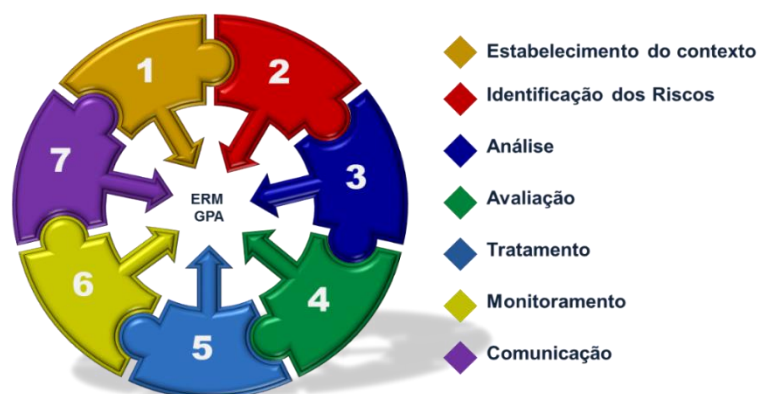 1
2
3
4
5
6
7
ERM
GPA
Estabelecimento do contexto
Identificação dos Riscos
Análise
Avaliação
Tratamento
Monitoramento
Comunicação